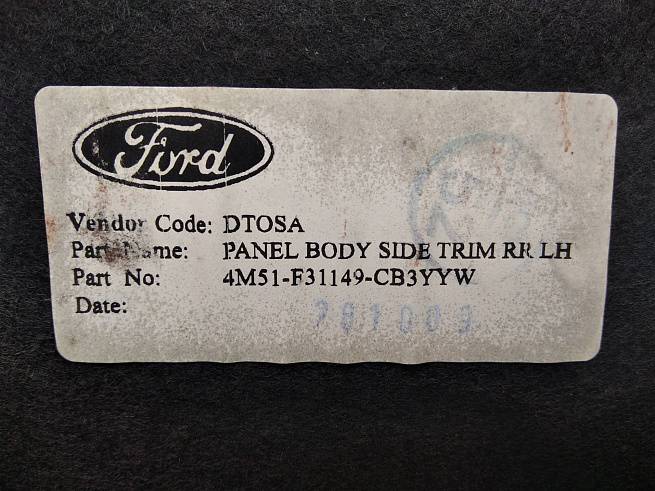 Ford
Vendor Code: DTOSA
Part Name: PANEL BODY SIDE TRIM RR LH
Part No: 4M51-F31149-CB3YYW
Date: